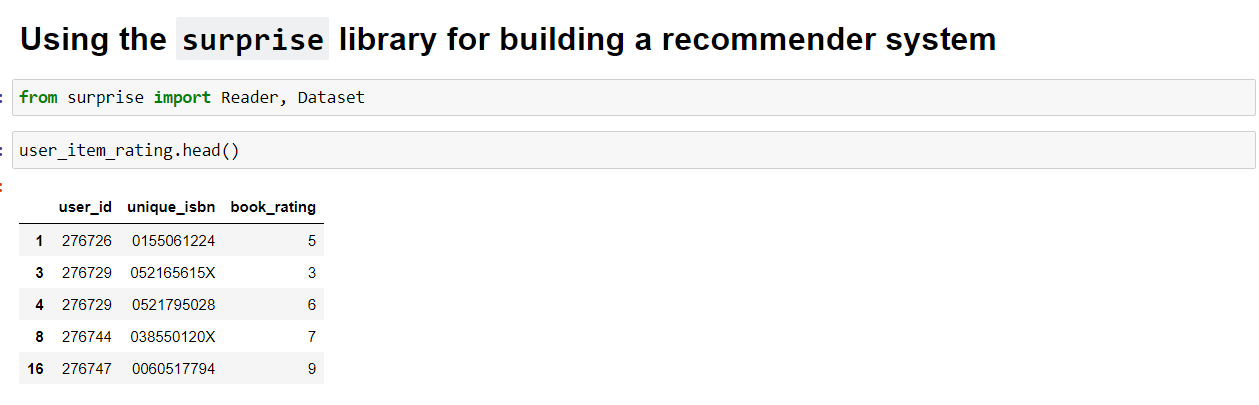 Using the surprise library for building a recommender system
from surprise import Reader, Dataset
user_item_rating.head()
user_id unique_isbn book_rating
1 276726 0155061224 5
3 276729 052165615X 3
4 276729 0521795028 6
8 276744 038550120X 7
16 276747 0060517794 9